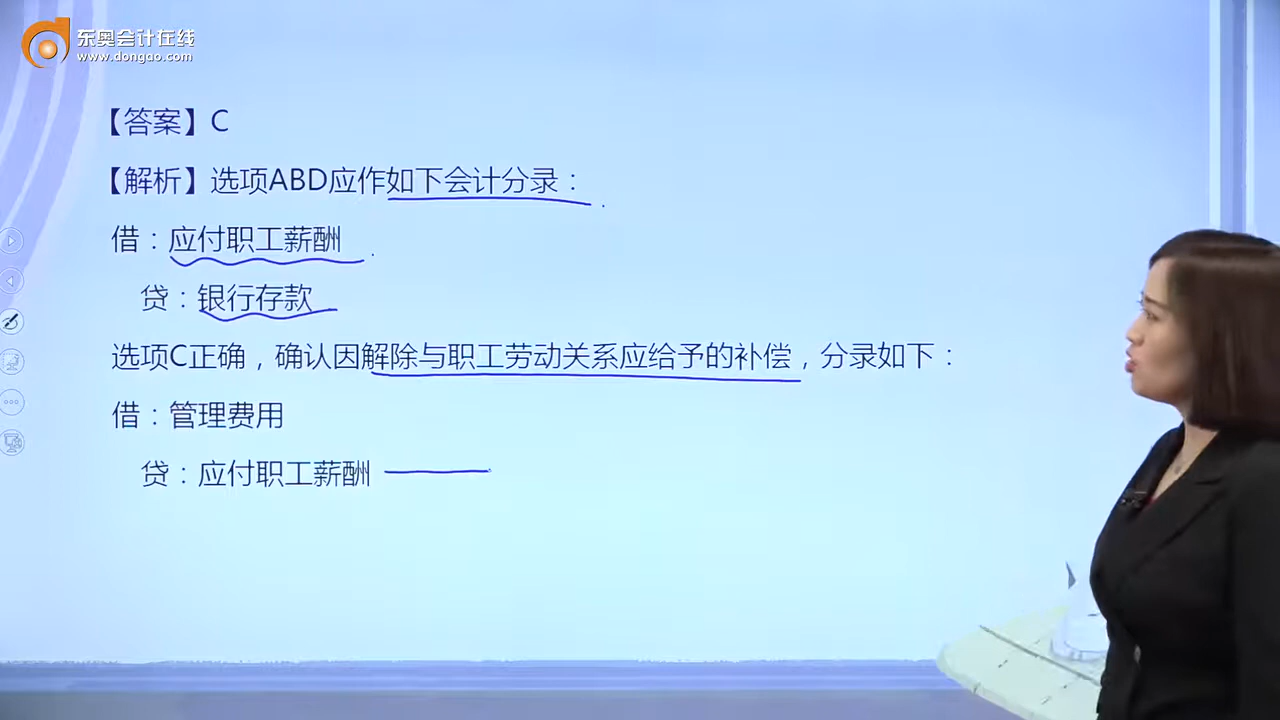 东奥会计在线
www.dongao.com
【答案】C
【解析】选项ABD应作如下会计分录：
借：应付职工薪酬
贷：银行存款
选项C正确，确认因解除与职工劳动关系应给予的补偿，分录如下：
借：管理费用
贷：应付职工薪酬